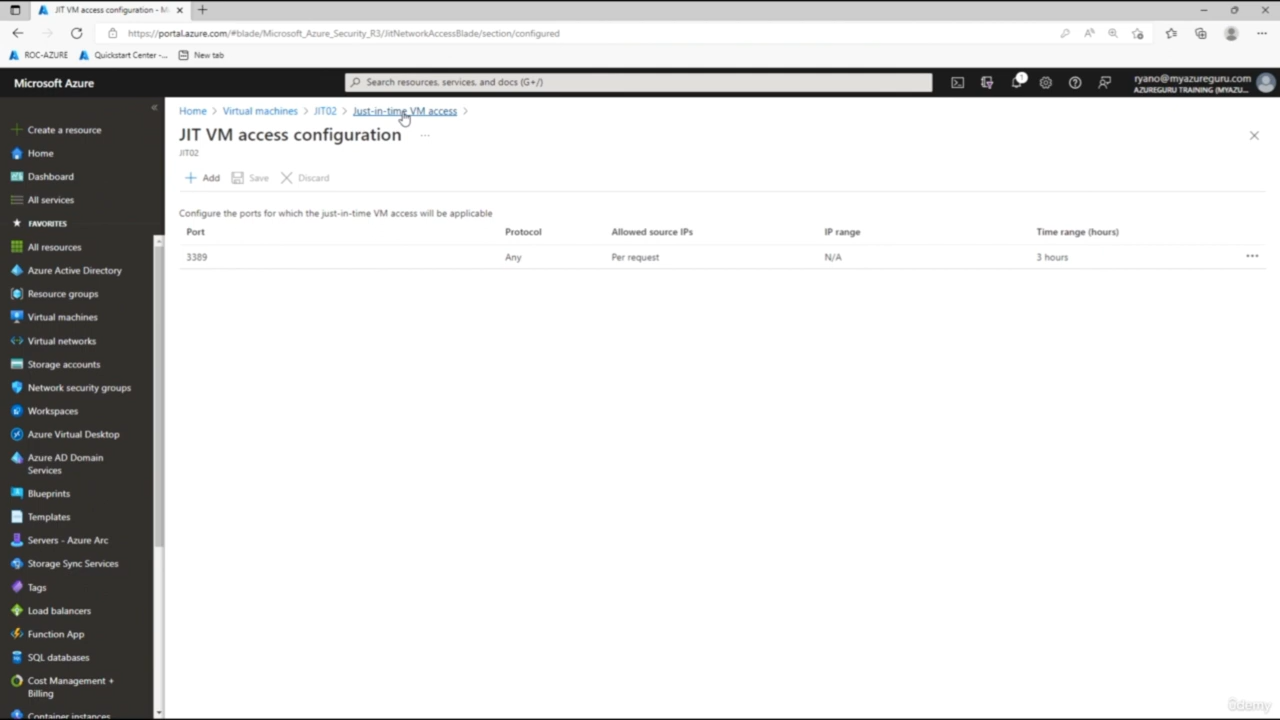 JIT VM access configuration - Mi
https://portal.azure.com/#blade/Microsoft_Azure_Security_R3/JitNetworkAccessBlade/section/configured
ROC-AZURE
Quickstart Center -...
New tab
Microsoft Azure
Search resources, services, and docs (G+/)
1
ryano@myazureguru.com
AZUREGURU TRAINING (MYAZU...
Home > Virtual machines > JIT02 > Just-in-time VM access >
JIT VM access configuration ...
JIT02
+ Add Save Discard
Configure the ports for which the just-in-time VM access will be applicable
Port Protocol Allowed source IPs IP range Time range (hours)
3389 Any Per request N/A 3 hours ...
Create a resource
Home
Dashboard
All services
FAVORITES
All resources
Azure Active Directory
Resource groups
Virtual machines
Virtual networks
Storage accounts
Network security groups
Workspaces
Azure Virtual Desktop
Azure AD Domain
Services
Blueprints
Templates
Servers - Azure Arc
Storage Sync Services
Tags
Load balancers
Function App
SQL databases
Cost Management +
Billing
Container instances
ûdemy